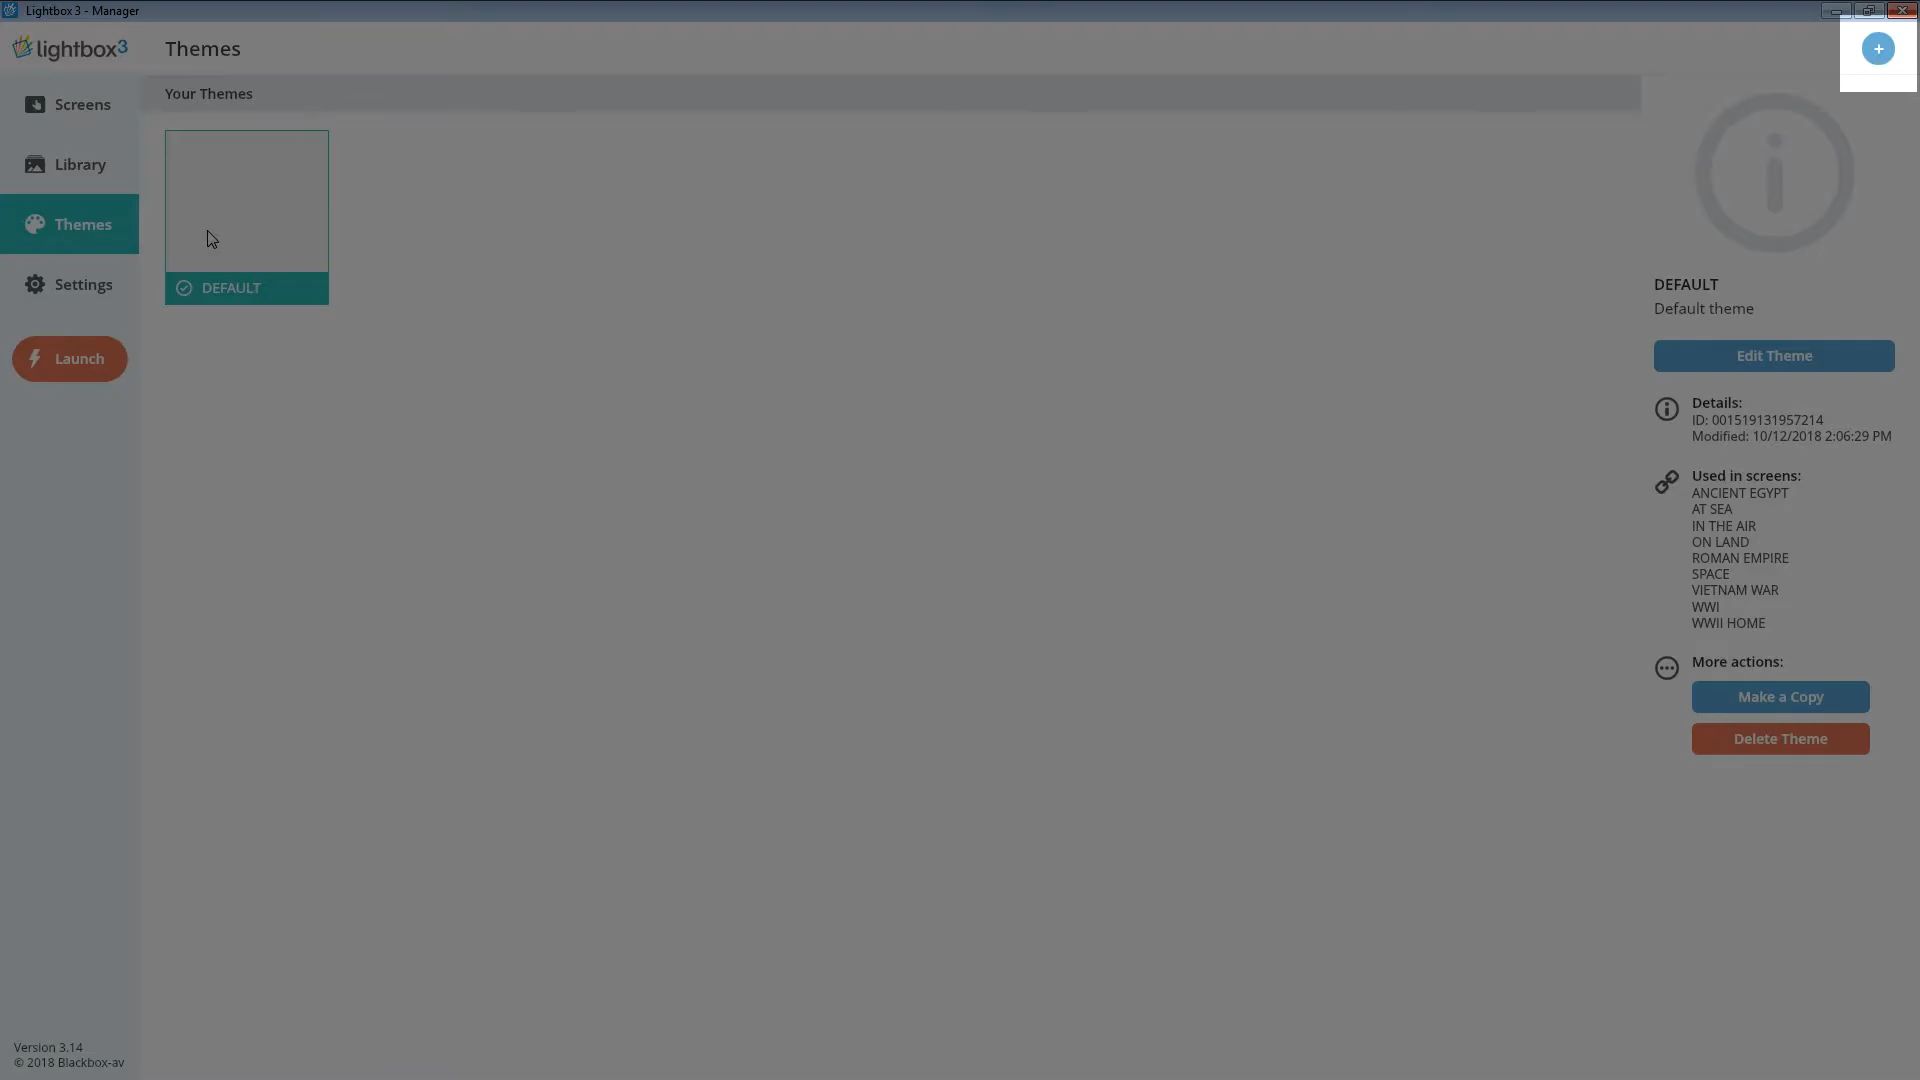 Lightbox 3 - Manager
lightbox3
Themes
+
Your Themes
Screens
Library
Themes
Settings
Launch
DEFAULT
DEFAULT
Default theme
Edit Theme
Details:
ID: 001519131957214
Modified: 10/12/2018 2:06:29 PM
Used in screens:
ANCIENT EGYPT
AT SEA
IN THE AIR
ON LAND
ROMAN EMPIRE
SPACE
VIETNAM WAR
WWI
WWII HOME
More actions:
Make a Copy
Delete Theme
Version 3.14
© 2018 Blackbox-av